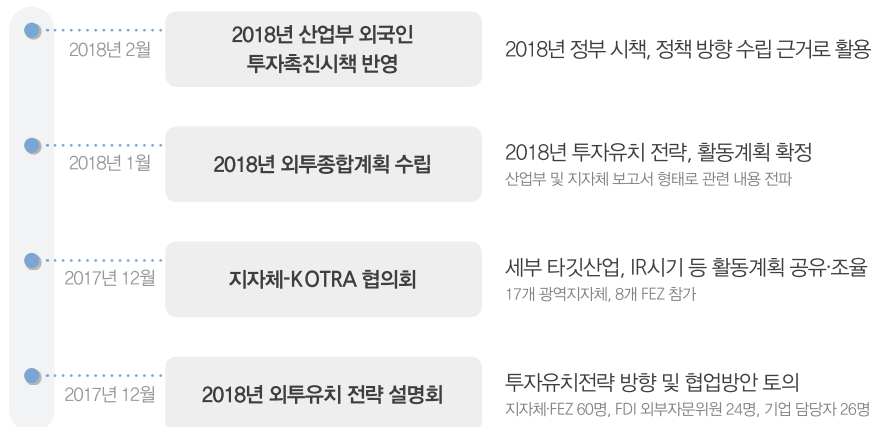 2018년 2월
2018년 산업부 외국인
투자촉진시책 반영
2018년 정부 시책, 정책 방향 수립 근거로 활용
2018년 1월
2018년 외투종합계획 수립
2018년 투자유치 전략, 활동계획 확정
산업부 및 지자체 보고서 형태로 관련 내용 전파
2017년 12월
지자체-KOTRA 협의회
세부 타깃산업, IR시기 등 활동계획 공유·조율
17개 광역지자체, 8개 FEZ 참가
2017년 12월
2018년 외투유치 전략 설명회
투자유치전략 방향 및 협업방안 토의
지자체·FEZ 60명, FDI 외부자문위원 24명, 기업 담당자 26명